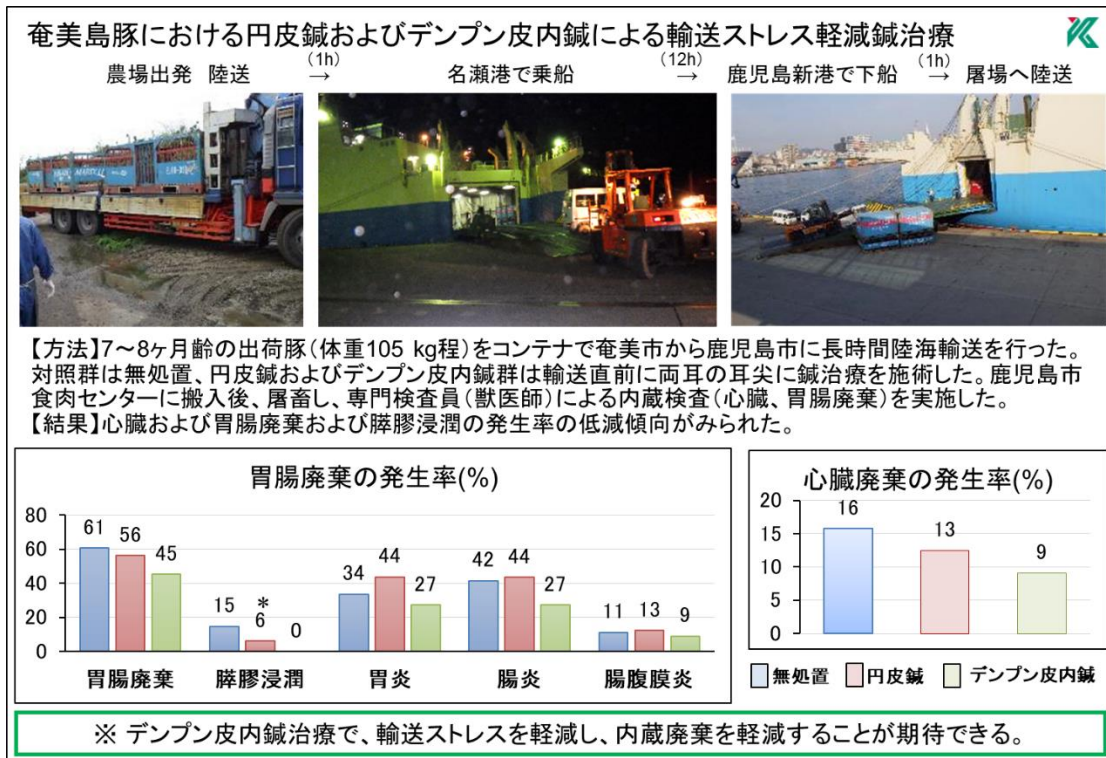 奄美島豚における円皮鍼およびデンプン皮内鍼による輸送ストレス軽減鍼治療
農場出発 陸送 (1h) → 名瀬港で乗船 (12h) → 鹿児島新港で下船 (1h) → 屠場へ陸送
【方法】7～8ヶ月齢の出荷豚(体重105 kg程)をコンテナで奄美市から鹿児島市に長時間陸海輸送を行った。
対照群は無処置、円皮鍼およびデンプン皮内鍼群は輸送直前に両耳の耳尖に鍼治療を施術した。鹿児島市
食肉センターに搬入後、屠畜し、専門検査員(獣医師)による内蔵検査(心臓、胃腸廃棄)を実施した。
【結果】心臓および胃腸廃棄および膵膠浸潤の発生率の低減傾向がみられた。
胃腸廃棄の発生率(%)
80
60
40
20
0
61 56 45
15 * 6 0
34 44 27
42 44 27
11 13 9
胃腸廃棄 膵膠浸潤 胃炎 腸炎 腸腹膜炎
心臓廃棄の発生率(%)
20
15
10
5
0
16 13 9
無処置 円皮鍼 デンプン皮内鍼
※ デンプン皮内鍼治療で、輸送ストレスを軽減し、内蔵廃棄を軽減することが期待できる。